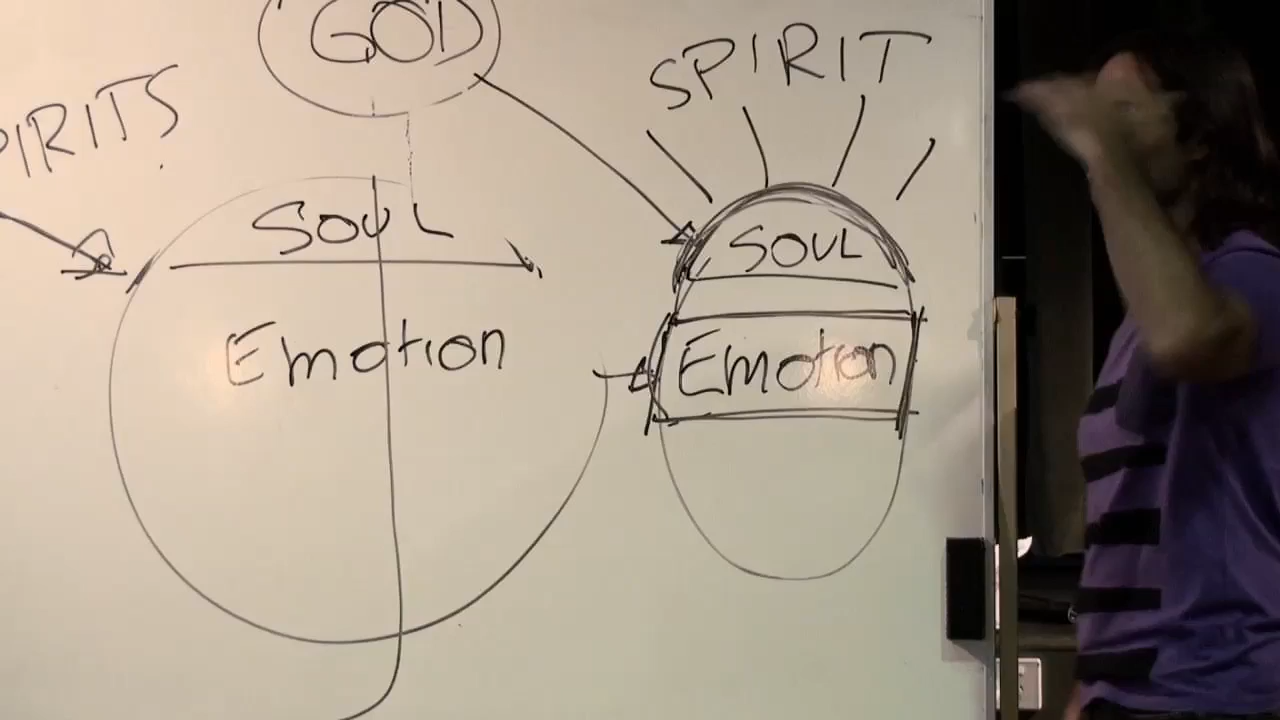 GOD
SPIRIT
PIRITS
SOUL
SOUL
Emotion
Emotion